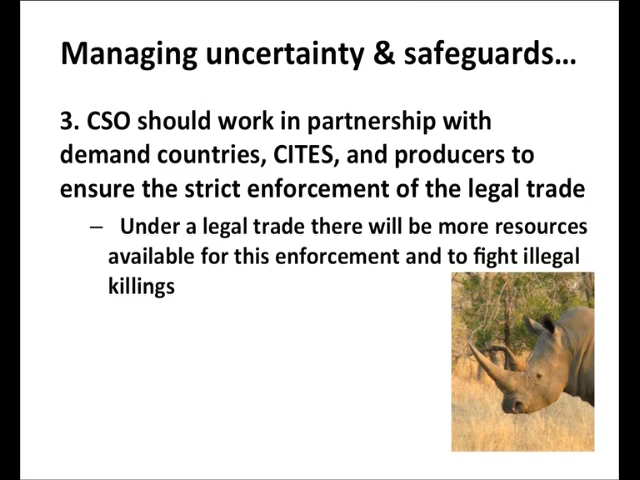 Managing uncertainty & safeguards...
3. CSO should work in partnership with
demand countries, CITES, and producers to
ensure the strict enforcement of the legal trade
– Under a legal trade there will be more resources
available for this enforcement and to fight illegal
killings